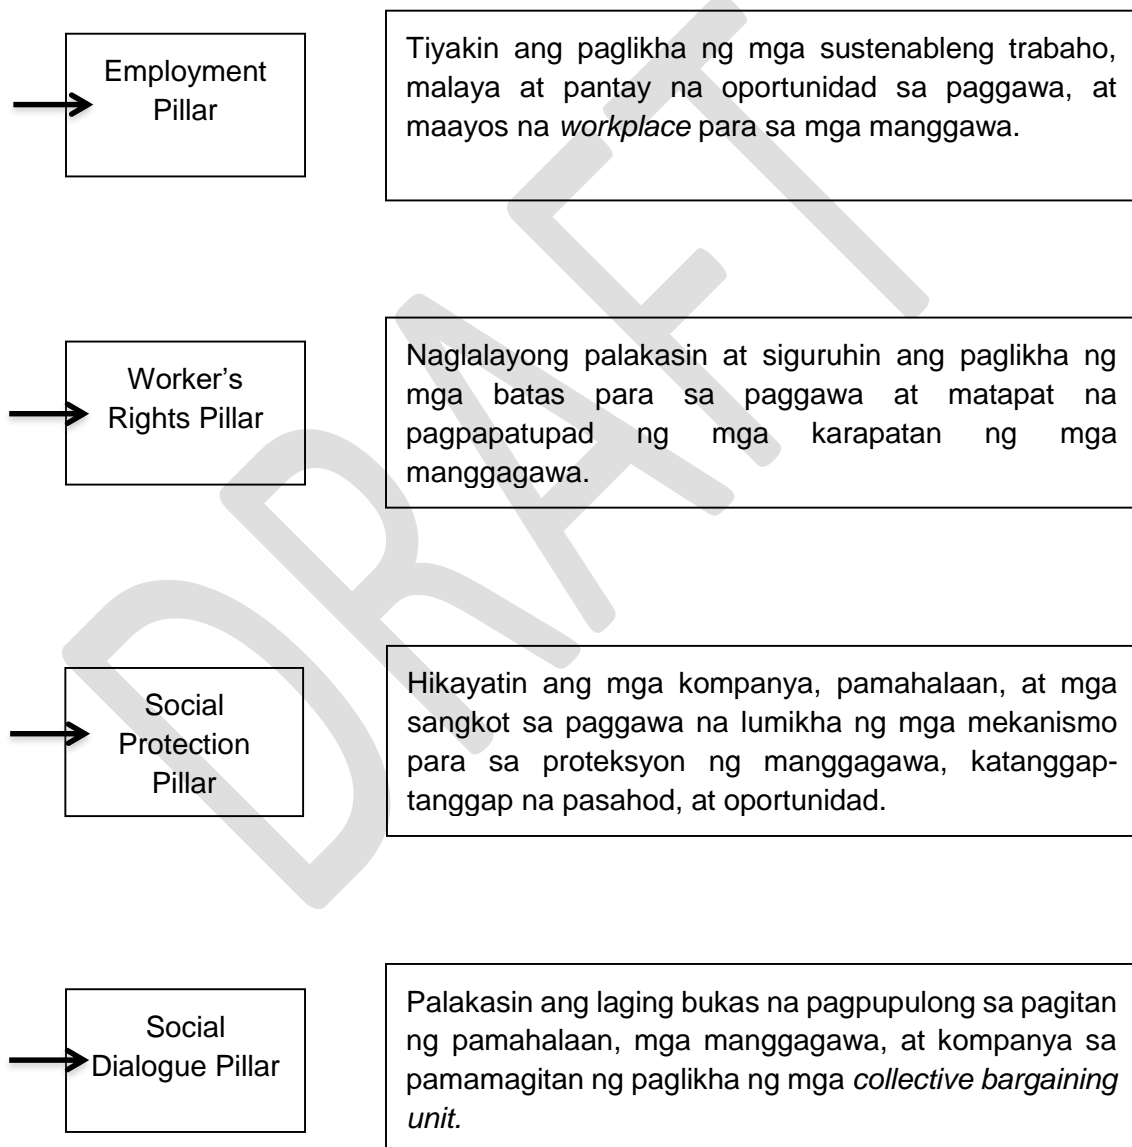 Employment
Pillar
Tiyakin ang paglikha ng mga sustenableng trabaho,
malaya at pantay na oportunidad sa paggawa, at
maayos na workplace para sa mga manggawa.
Worker’s
Rights Pillar
Naglalayong palakasin at siguruhin ang paglikha ng
mga batas para sa paggawa at matapat na
pagpapatupad ng mga karapatan ng mga
manggagawa.
Social
Protection
Pillar
Hikayatin ang mga kompanya, pamahalaan, at mga
sangkot sa paggawa na lumikha ng mga mekanismo
para sa proteksyon ng manggagawa, katanggap-
tanggap na pasahod, at oportunidad.
Social
Dialogue Pillar
Palakasin ang laging bukas na pagpupulong sa pagitan
ng pamahalaan, mga manggagawa, at kompanya sa
pamamagitan ng paglikha ng mga collective bargaining
unit.
DRAFT